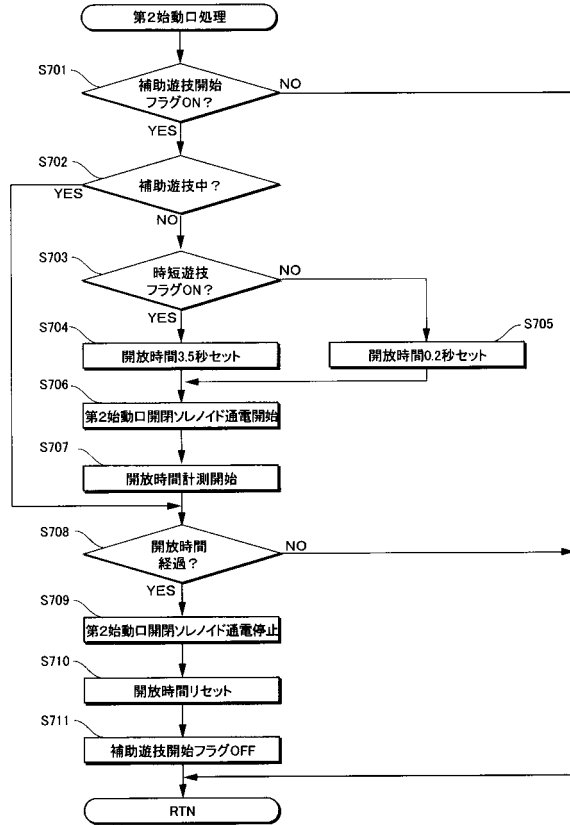 第2始動口処理
S701
補助遊技開始
フラグON?
NO
YES
S702
補助遊技中?
YES
NO
S703
時短遊技
フラグON?
NO
YES
S704
開放時間3.5秒セット
S705
開放時間0.2秒セット
S706
第2始動口開閉ソレノイド通電開始
S707
開放時間計測開始
S708
開放時間
経過?
NO
YES
S709
第2始動口開閉ソレノイド通電停止
S710
開放時間リセット
S711
補助遊技開始フラグOFF
RTN